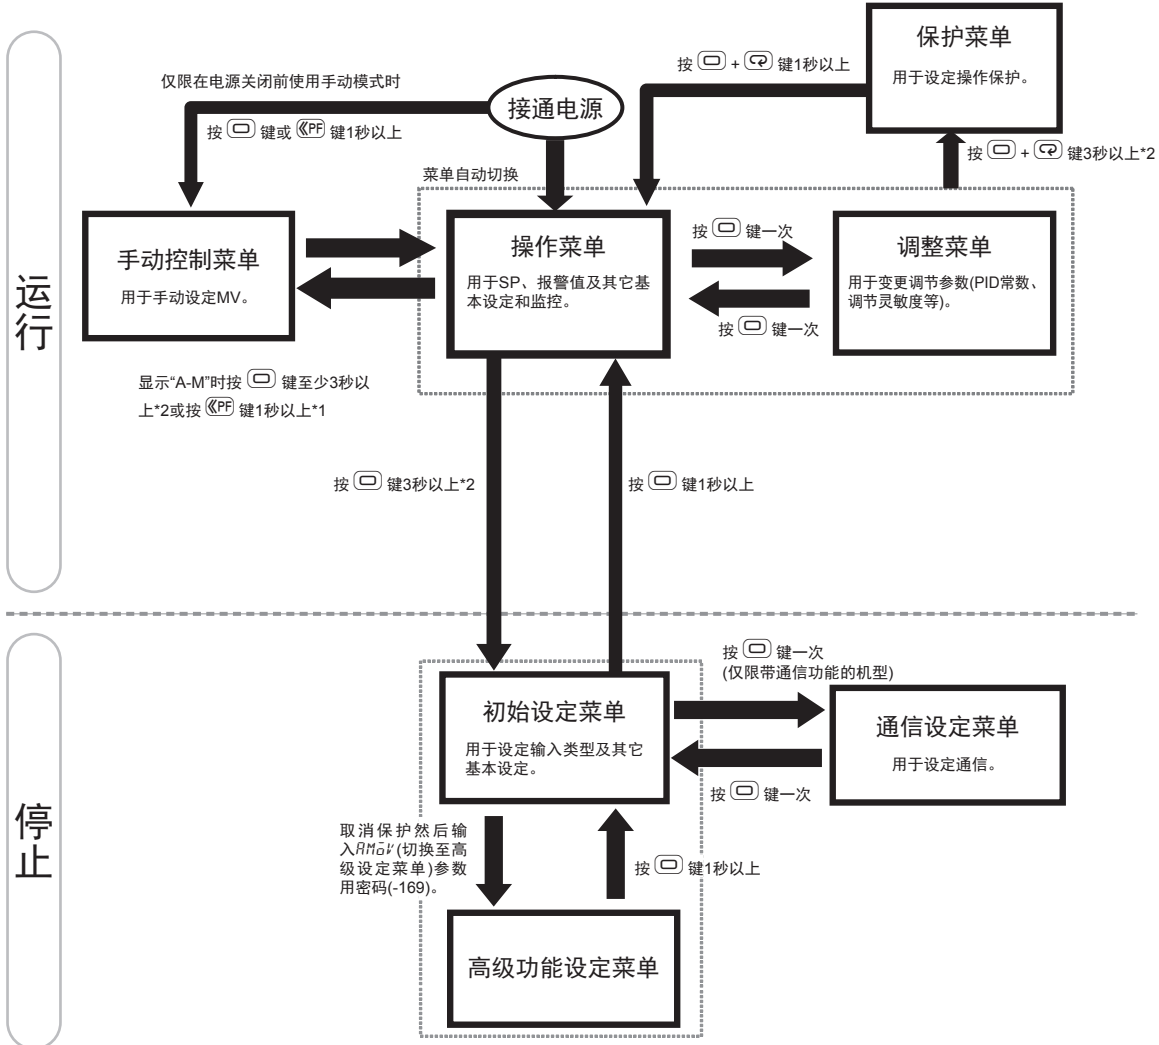 保护菜单
用于设定操作保护。
按 键+ 键1秒以上
仅限在电源关闭前使用手动模式时
接通电源
按 键或 《PF 键1秒以上
按 + 键3秒以上*2
菜单自动切换
运行
手动控制菜单
用于手动设定MV。
操作菜单
用于SP、报警值及其它基
本设定和监控。
按 键一次
按 键一次
调整菜单
用于变更调节参数(PID常数、
调节灵敏度等)。
显示“A-M”时按 键至少3秒以
上*2或按 《PF 键1秒以上*1
按 键3秒以上*2
按 键1秒以上
停止
初始设定菜单
用于设定输入类型及其它
基本设定。
按 键一次
(仅限带通信功能的机型)
通信设定菜单
用于设定通信。
按 键一次
取消保护然后输
入AMoV(切换至高
级设定菜单)参数
用密码(-169)。
按 键1秒以上
高级功能设定菜单